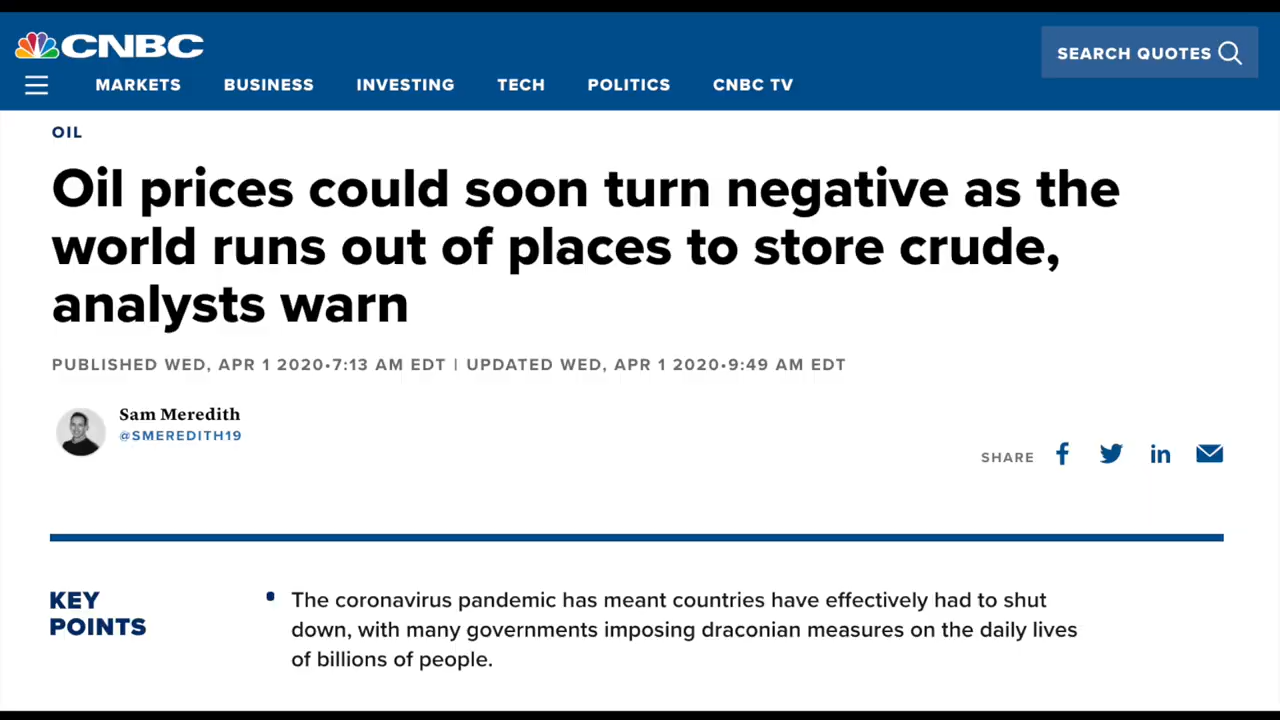 CNBC
SEARCH QUOTES
MARKETS BUSINESS INVESTING TECH POLITICS CNBC TV
OIL
Oil prices could soon turn negative as the
world runs out of places to store crude,
analysts warn
PUBLISHED WED, APR 1 2020•7:13 AM EDT | UPDATED WED, APR 1 2020•9:49 AM EDT
Sam Meredith
@SMEREDITH19
SHARE
KEY
POINTS
• The coronavirus pandemic has meant countries have effectively had to shut
down, with many governments imposing draconian measures on the daily lives
of billions of people.